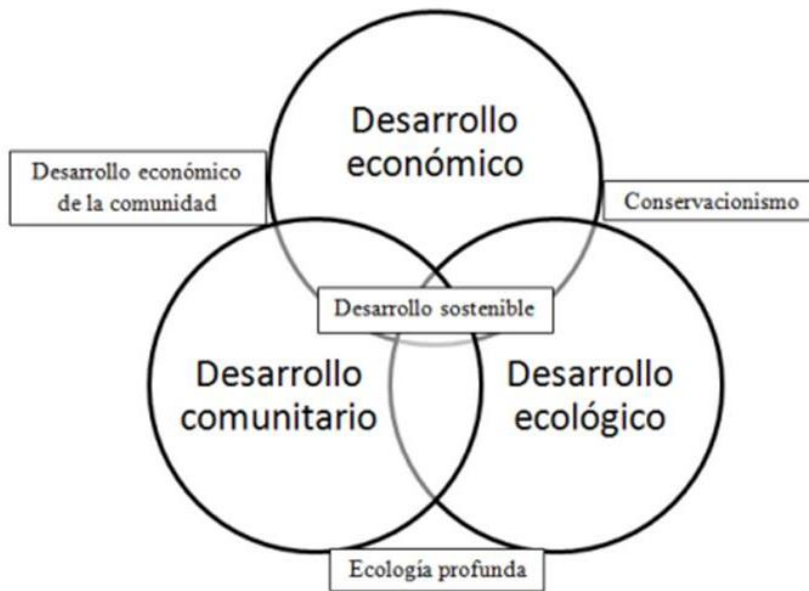 Desarrollo
económico
Desarrollo económico
de la comunidad
Conservacionismo
Desarrollo sostenible
Desarrollo
comunitario
Desarrollo
ecológico
Ecología profunda